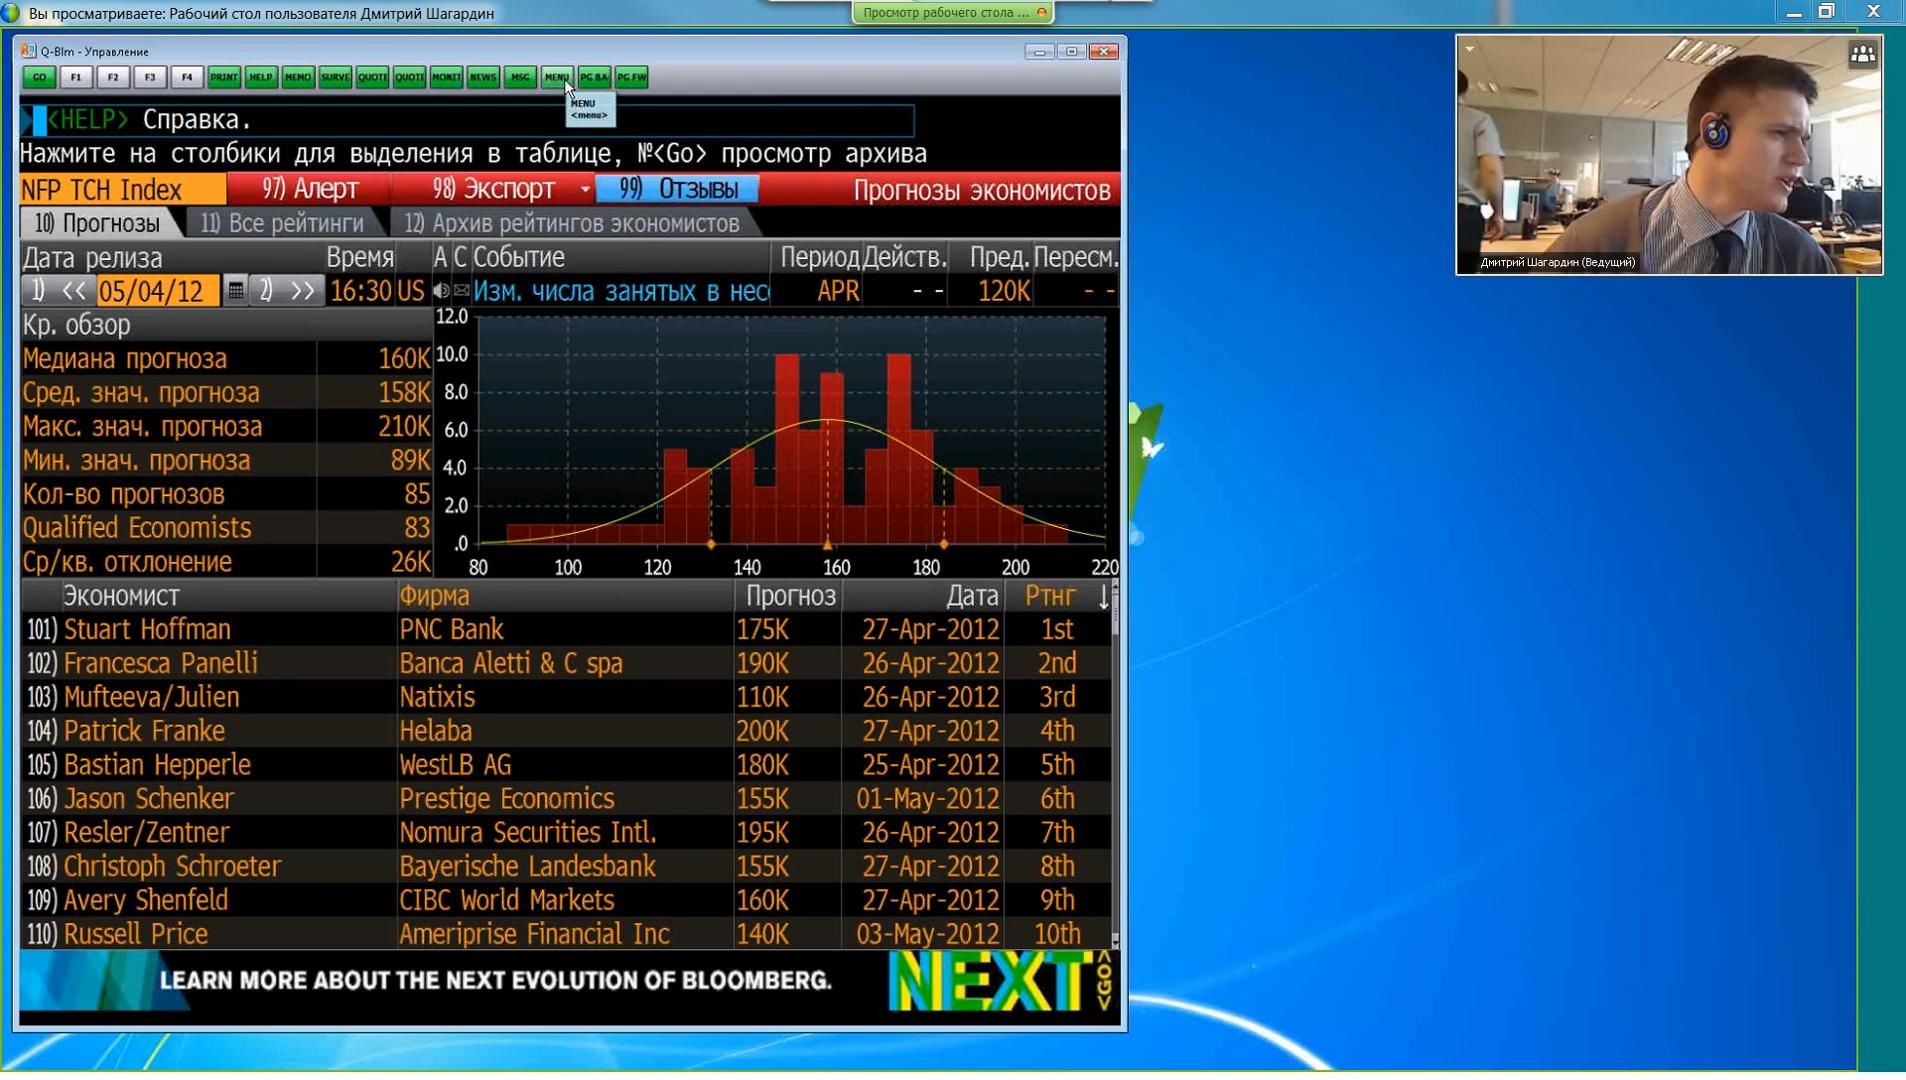 Вы просматриваете: Рабочий стол пользователя Дмитрий Шагардин
Просмотр рабочего стола ...
Q-Blm - Управление
GO F1 F2 F3 F4 PRINT HELP MEMO SURVE QUOTE QUOTE MONIT NEWS MSG MENU PG BA PG FW
MENU
<menu>
<HELP> Справка.
Нажмите на столбики для выделения в таблице, №<Go> просмотр архива
NFP TCH Index 97) Алерт 98) Экспорт 99) Отзывы Прогнозы экономистов
10) Прогнозы 11) Все рейтинги 12) Архив рейтингов экономистов
Дата релиза Время A C Событие Период Действ. Пред. Пересм.
1) << 05/04/12 2) >> 16:30 US Изм. числа занятых в нес APR - - 120K - -
Кр. обзор
Медиана прогноза 160K
Сред. знач. прогноза 158K
Макс. знач. прогноза 210K
Мин. знач. прогноза 89K
Кол-во прогнозов 85
Qualified Economists 83
Ср/кв. отклонение 26K
12.0
10.0
8.0
6.0
4.0
2.0
.0
80 100 120 140 160 180 200 220
Экономист Фирма Прогноз Дата Ртнг ↓
101) Stuart Hoffman PNC Bank 175K 27-Apr-2012 1st
102) Francesca Panelli Banca Aletti & C spa 190K 26-Apr-2012 2nd
103) Mufteeva/Julien Natixis 110K 26-Apr-2012 3rd
104) Patrick Franke Helaba 200K 27-Apr-2012 4th
105) Bastian Hepperle WestLB AG 180K 25-Apr-2012 5th
106) Jason Schenker Prestige Economics 155K 01-May-2012 6th
107) Resler/Zentner Nomura Securities Intl. 195K 26-Apr-2012 7th
108) Christoph Schroeter Bayerische Landesbank 155K 27-Apr-2012 8th
109) Avery Shenfeld CIBC World Markets 160K 27-Apr-2012 9th
110) Russell Price Ameriprise Financial Inc 140K 03-May-2012 10th
LEARN MORE ABOUT THE NEXT EVOLUTION OF BLOOMBERG.
NEXT <GO>
Дмитрий Шагардин (Ведущий)